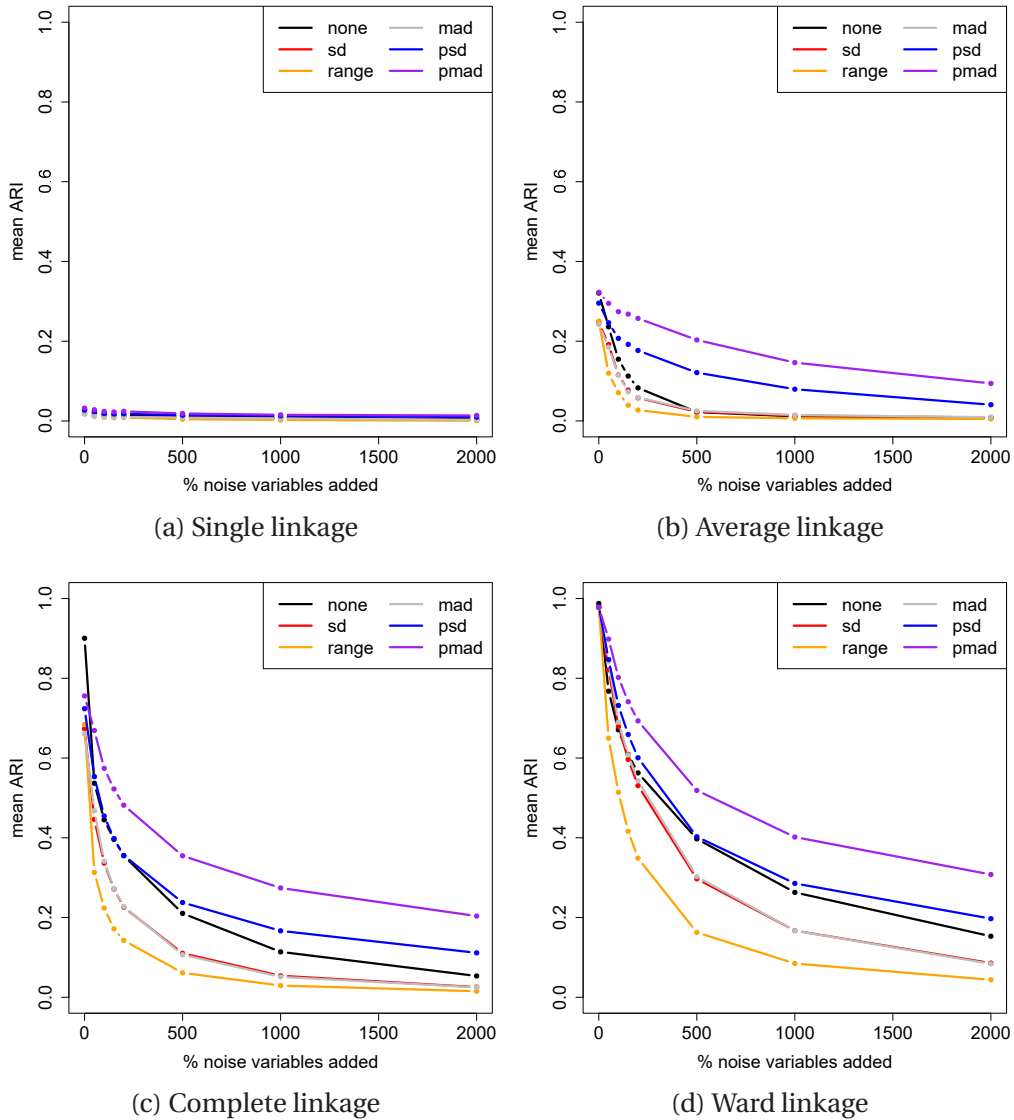 none mad
sd psd
range pmad
mean ARI
0.0 0.2 0.4 0.6 0.8 1.0
0 500 1000 1500 2000
% noise variables added
(a) Single linkage
none mad
sd psd
range pmad
mean ARI
0.0 0.2 0.4 0.6 0.8 1.0
0 500 1000 1500 2000
% noise variables added
(b) Average linkage
none mad
sd psd
range pmad
mean ARI
0.0 0.2 0.4 0.6 0.8 1.0
0 500 1000 1500 2000
% noise variables added
(c) Complete linkage
none mad
sd psd
range pmad
mean ARI
0.0 0.2 0.4 0.6 0.8 1.0
0 500 1000 1500 2000
% noise variables added
(d) Ward linkage